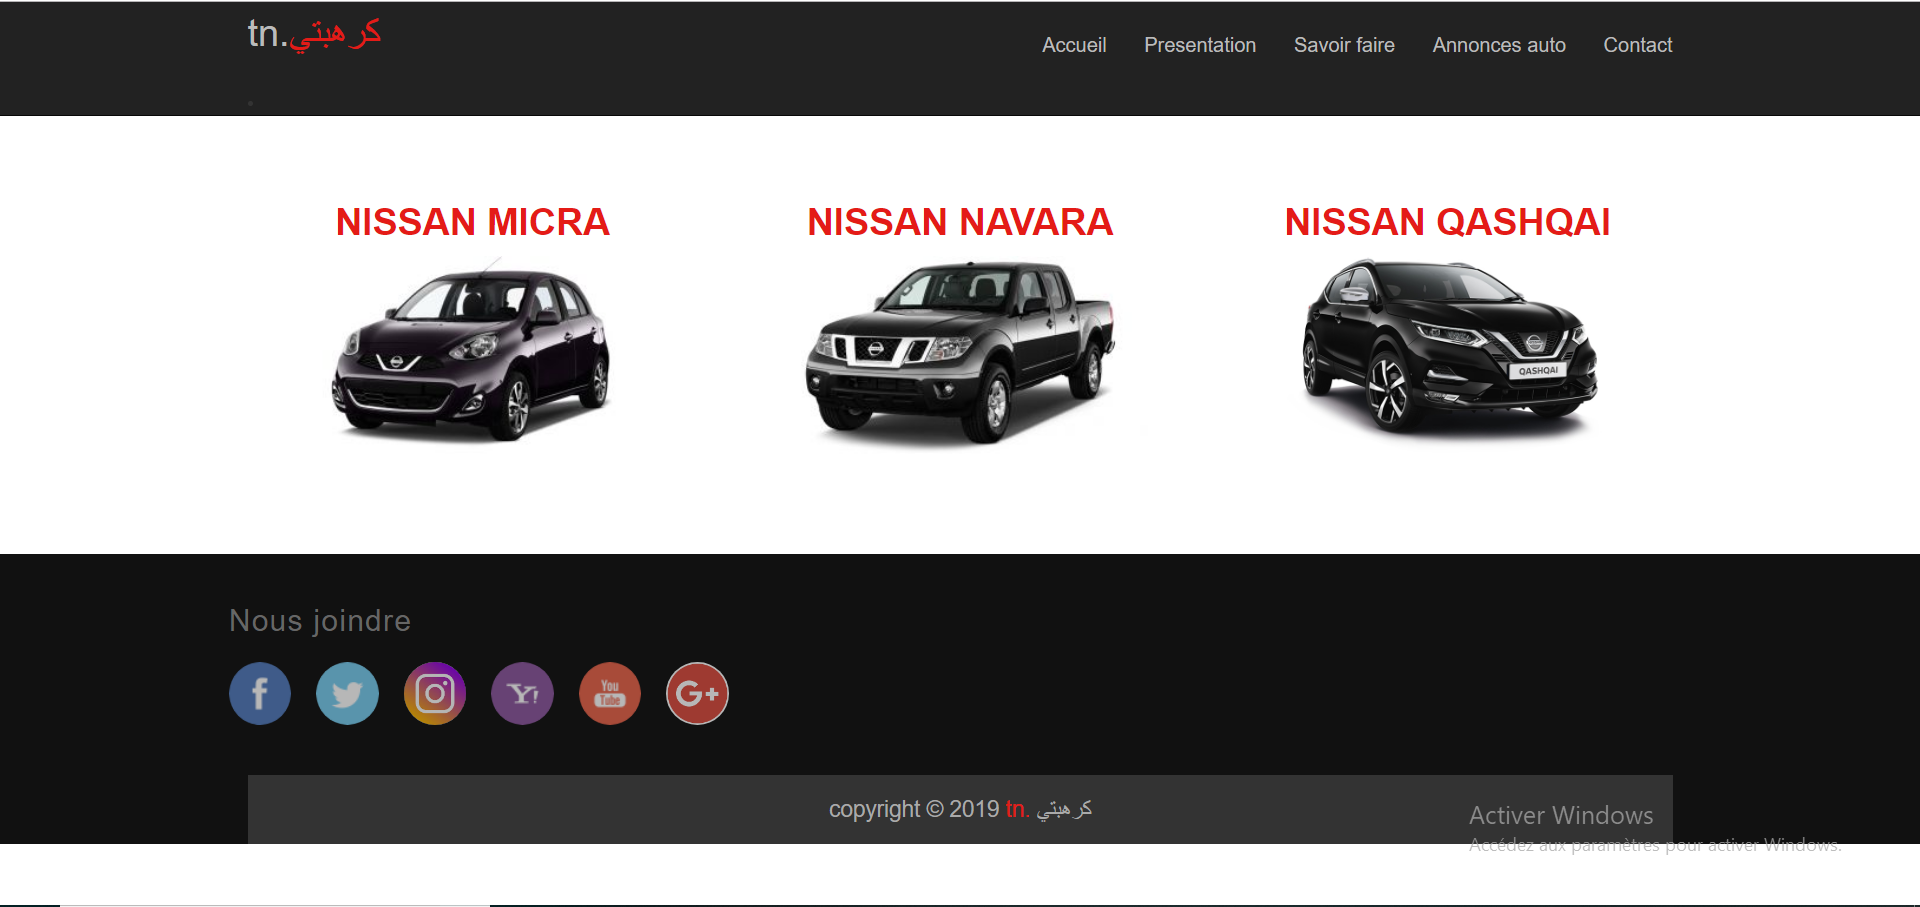 tn.كرهبتي
Accueil Presentation Savoir faire Annonces auto Contact
NISSAN MICRA NISSAN NAVARA NISSAN QASHQAI
QASHQAI
Nous joindre
f Y! You Tube G+
copyright © 2019 tn. كرهبتي
Activer Windows
Accédez aux paramètres pour activer Windows.